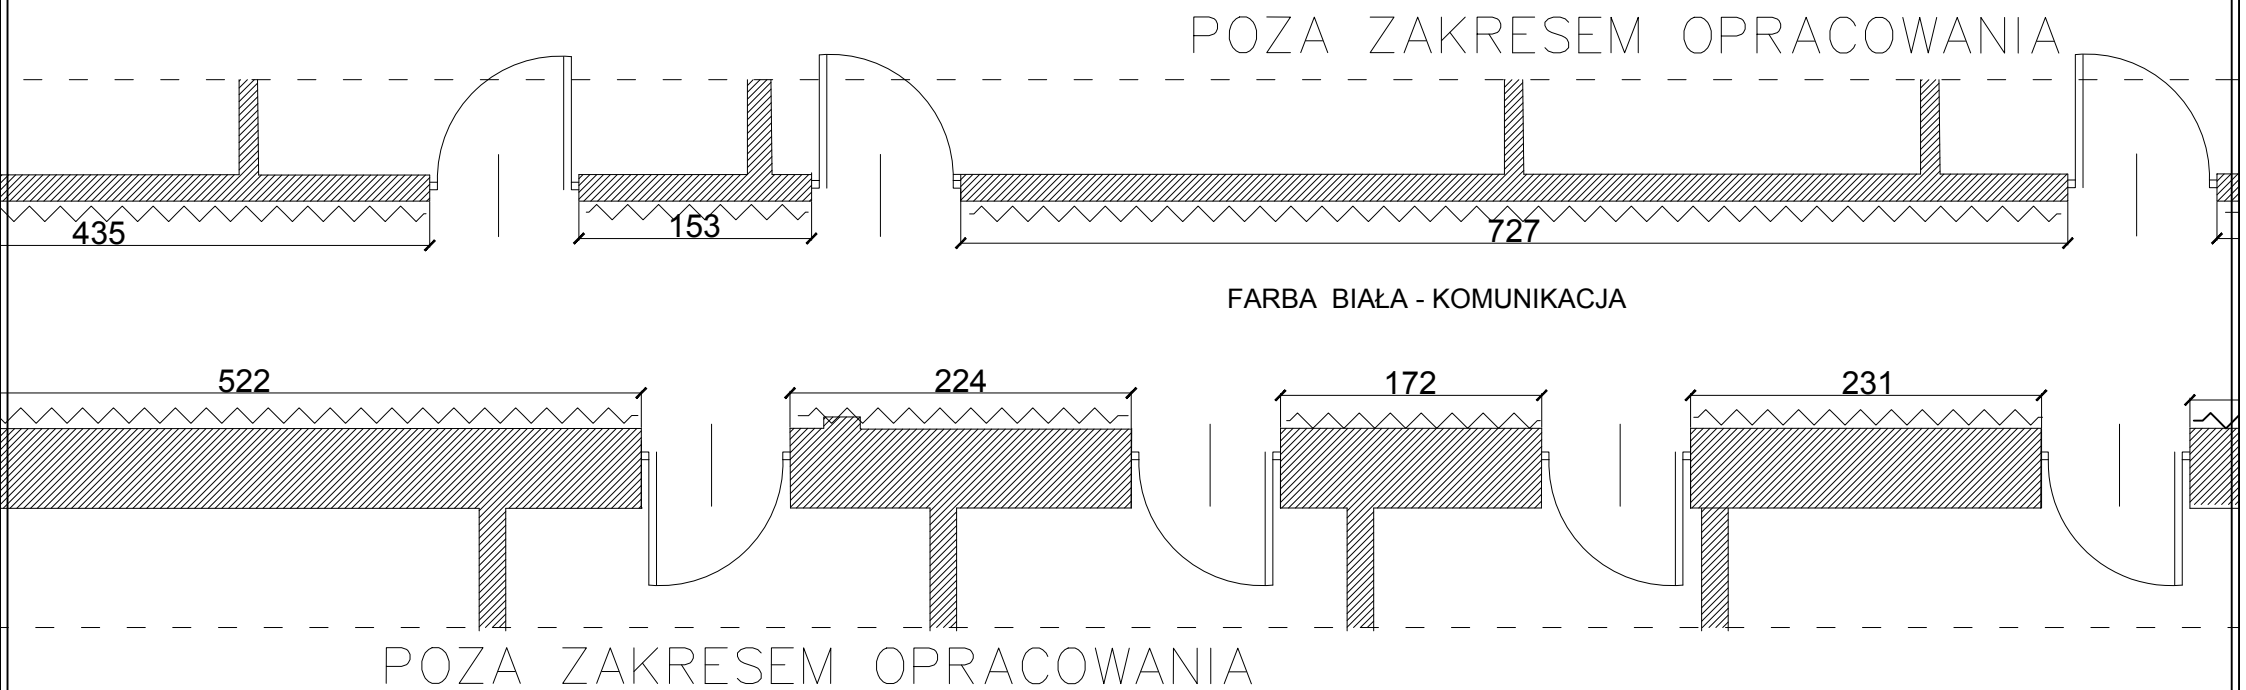 POZA ZAKRESEM OPRACOWANIA
435
153
727
FARBA BIAŁA - KOMUNIKACJA
522
224
172
231
POZA ZAKRESEM OPRACOWANIA